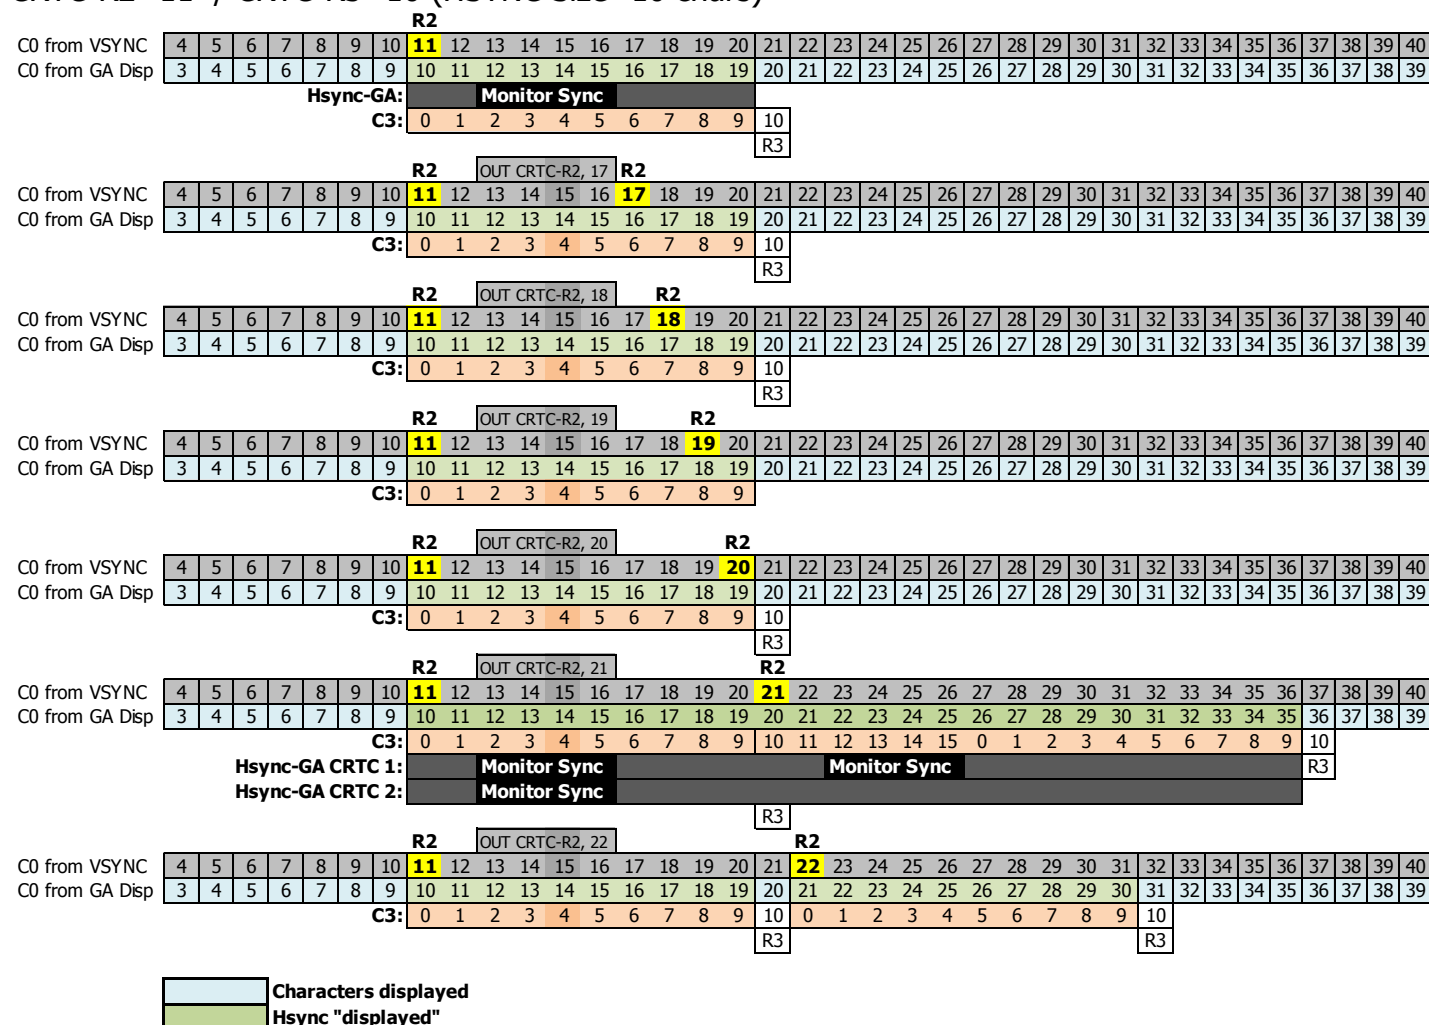 CRTC R2=11 / CRTC R3=10 (HSYNC Size=10 chars)
R2
C0 from VSYNC 4 5 6 7 8 9 10 11 12 13 14 15 16 17 18 19 20 21 22 23 24 25 26 27 28 29 30 31 32 33 34 35 36 37 38 39 40
C0 from GA Disp 3 4 5 6 7 8 9 10 11 12 13 14 15 16 17 18 19 20 21 22 23 24 25 26 27 28 29 30 31 32 33 34 35 36 37 38 39
Hsync-GA: Monitor Sync
C3: 0 1 2 3 4 5 6 7 8 9 10
R3
R2 OUT CRTC-R2, 17 R2
C0 from VSYNC 4 5 6 7 8 9 10 11 12 13 14 15 16 17 18 19 20 21 22 23 24 25 26 27 28 29 30 31 32 33 34 35 36 37 38 39 40
C0 from GA Disp 3 4 5 6 7 8 9 10 11 12 13 14 15 16 17 18 19 20 21 22 23 24 25 26 27 28 29 30 31 32 33 34 35 36 37 38 39
C3: 0 1 2 3 4 5 6 7 8 9 10
R3
R2 OUT CRTC-R2, 18 R2
C0 from VSYNC 4 5 6 7 8 9 10 11 12 13 14 15 16 17 18 19 20 21 22 23 24 25 26 27 28 29 30 31 32 33 34 35 36 37 38 39 40
C0 from GA Disp 3 4 5 6 7 8 9 10 11 12 13 14 15 16 17 18 19 20 21 22 23 24 25 26 27 28 29 30 31 32 33 34 35 36 37 38 39
C3: 0 1 2 3 4 5 6 7 8 9 10
R3
R2 OUT CRTC-R2, 19 R2
C0 from VSYNC 4 5 6 7 8 9 10 11 12 13 14 15 16 17 18 19 20 21 22 23 24 25 26 27 28 29 30 31 32 33 34 35 36 37 38 39 40
C0 from GA Disp 3 4 5 6 7 8 9 10 11 12 13 14 15 16 17 18 19 20 21 22 23 24 25 26 27 28 29 30 31 32 33 34 35 36 37 38 39
C3: 0 1 2 3 4 5 6 7 8 9
R2 OUT CRTC-R2, 20 R2
C0 from VSYNC 4 5 6 7 8 9 10 11 12 13 14 15 16 17 18 19 20 21 22 23 24 25 26 27 28 29 30 31 32 33 34 35 36 37 38 39 40
C0 from GA Disp 3 4 5 6 7 8 9 10 11 12 13 14 15 16 17 18 19 20 21 22 23 24 25 26 27 28 29 30 31 32 33 34 35 36 37 38 39
C3: 0 1 2 3 4 5 6 7 8 9 10
R3
R2 OUT CRTC-R2, 21 R2
C0 from VSYNC 4 5 6 7 8 9 10 11 12 13 14 15 16 17 18 19 20 21 22 23 24 25 26 27 28 29 30 31 32 33 34 35 36 37 38 39 40
C0 from GA Disp 3 4 5 6 7 8 9 10 11 12 13 14 15 16 17 18 19 20 21 22 23 24 25 26 27 28 29 30 31 32 33 34 35 36 37 38 39
C3: 0 1 2 3 4 5 6 7 8 9 10 11 12 13 14 15 0 1 2 3 4 5 6 7 8 9 10
Hsync-GA CRTC 1: Monitor Sync Monitor Sync R3
Hsync-GA CRTC 2: Monitor Sync
R3
R2 OUT CRTC-R2, 22 R2
C0 from VSYNC 4 5 6 7 8 9 10 11 12 13 14 15 16 17 18 19 20 21 22 23 24 25 26 27 28 29 30 31 32 33 34 35 36 37 38 39 40
C0 from GA Disp 3 4 5 6 7 8 9 10 11 12 13 14 15 16 17 18 19 20 21 22 23 24 25 26 27 28 29 30 31 32 33 34 35 36 37 38 39
C3: 0 1 2 3 4 5 6 7 8 9 10 0 1 2 3 4 5 6 7 8 9 10
R3 R3
Characters displayed
Hsync "displayed"